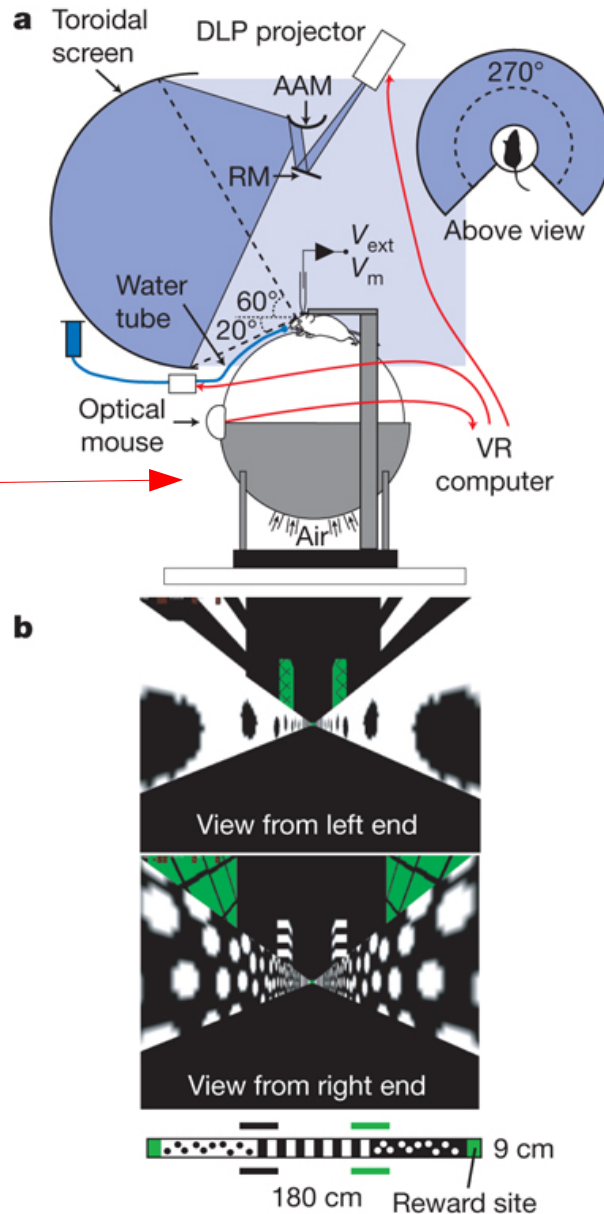 a
Toroidal
screen
DLP projector
AAM
RM
270°
Above view
V ext
V m
Water
tube
60°
20°
Optical
mouse
VR
computer
Air
b
View from left end
View from right end
9 cm
180 cm
Reward site